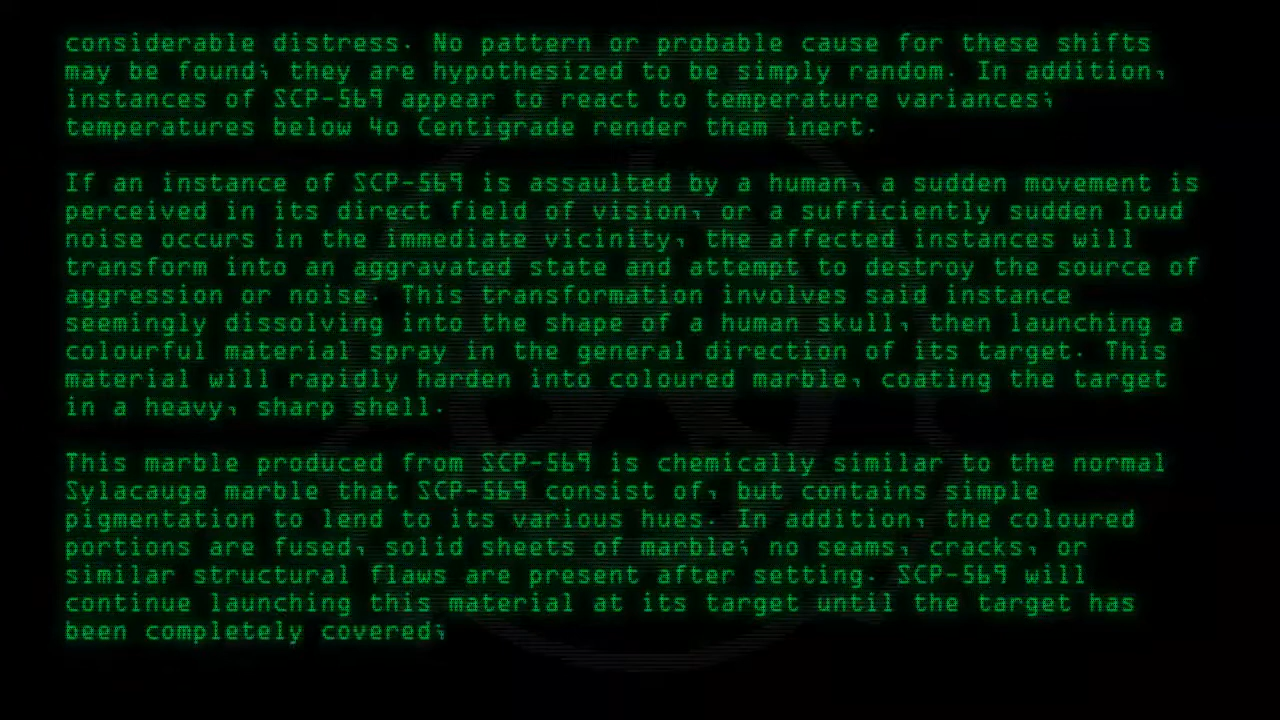 considerable distress. No pattern or probable cause for these shifts
may be found; they are hypothesized to be simply random. In addition,
instances of SCP-569 appear to react to temperature variances;
temperatures below 40 Centigrade render them inert.
If an instance of SCP-569 is assaulted by a human, a sudden movement is
perceived in its direct field of vision, or a sufficiently sudden loud
noise occurs in the immediate vicinity, the affected instances will
transform into an aggravated state and attempt to destroy the source of
aggression or noise. This transformation involves said instance
seemingly dissolving into the shape of a human skull, then launching a
colourful material spray in the general direction of its target. This
material will rapidly harden into coloured marble, coating the target
in a heavy, sharp shell.
This marble produced from SCP-569 is chemically similar to the normal
Sylacauga marble that SCP-569 consist of, but contains simple
pigmentation to lend to its various hues. In addition, the coloured
portions are fused, solid sheets of marble; no seams, cracks, or
similar structural flaws are present after setting. SCP-569 will
continue launching this material at its target until the target has
been completely covered;